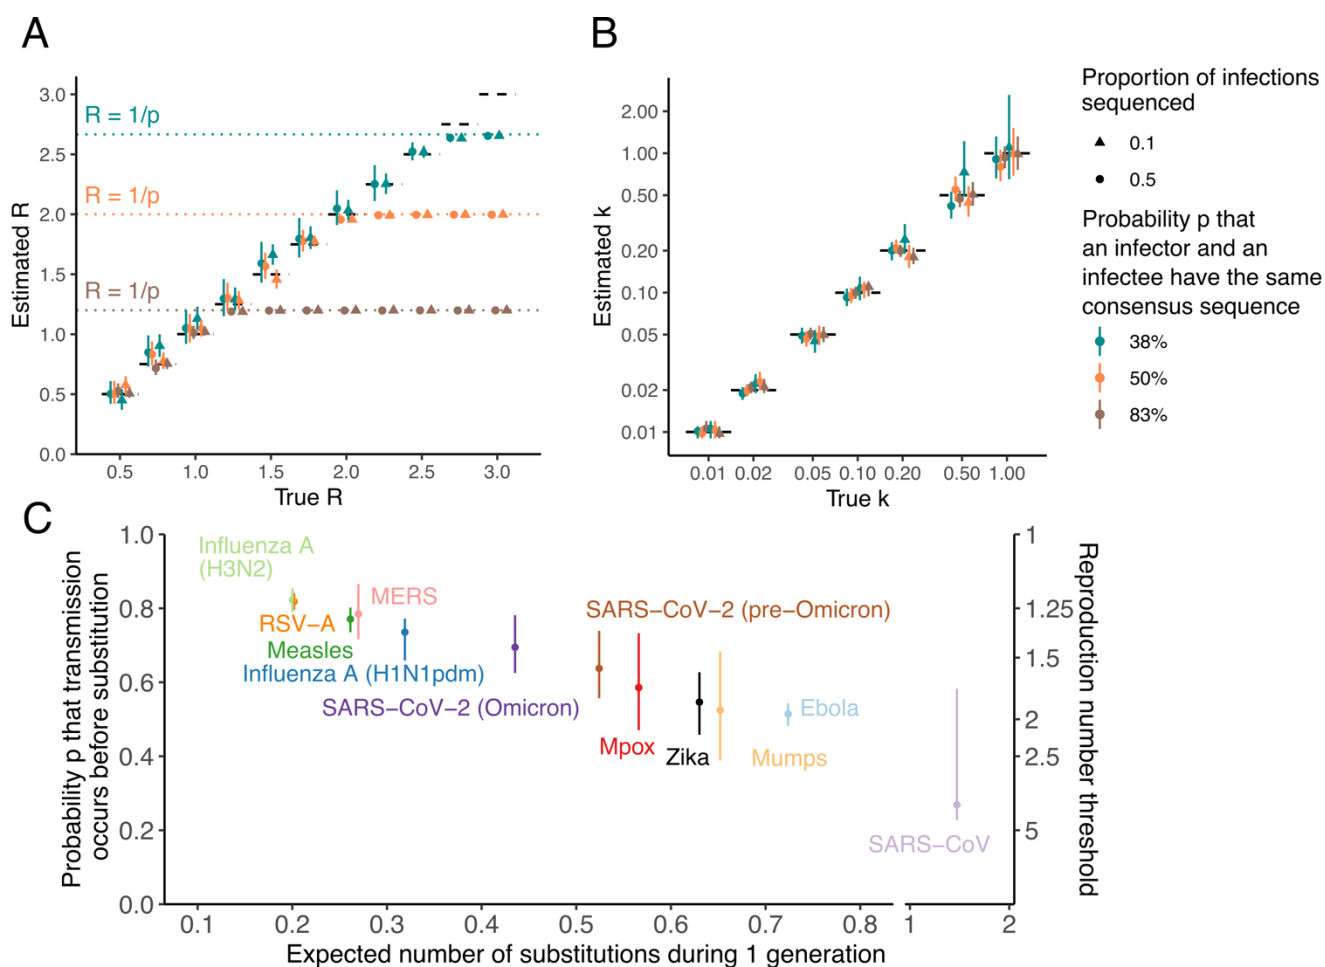 A
3.0
2.5
2.0
1.5
1.0
0.5
0.0
R = 1/p
R = 1/p
R = 1/p
Estimated R
0.5
1.0
1.5
2.0
2.5
3.0
True R
B
2.00
1.00
0.50
0.20
0.10
0.05
0.02
0.01
Estimated k
0.01
0.02
0.05
0.10
0.20
0.50
1.00
True k
Proportion of infections
sequenced
0.1
0.5
Probability p that
an infector and an
infectee have the same
consensus sequence
38%
50%
83%
C
Probability p that transmission
occurs before substitution
1.0
0.8
0.6
0.4
0.2
0.0
Influenza A
(H3N2)
RSV−A
MERS
Measles
Influenza A (H1N1pdm)
SARS−CoV−2 (Omicron)
SARS−CoV−2 (pre−Omicron)
Mpox
Zika
Mumps
Ebola
SARS−CoV
1
1.25
1.5
2
2.5
5
Reproduction number threshold
0.1
0.2
0.3
0.4
0.5
0.6
0.7
0.8
1
2
Expected number of substitutions during 1 generation